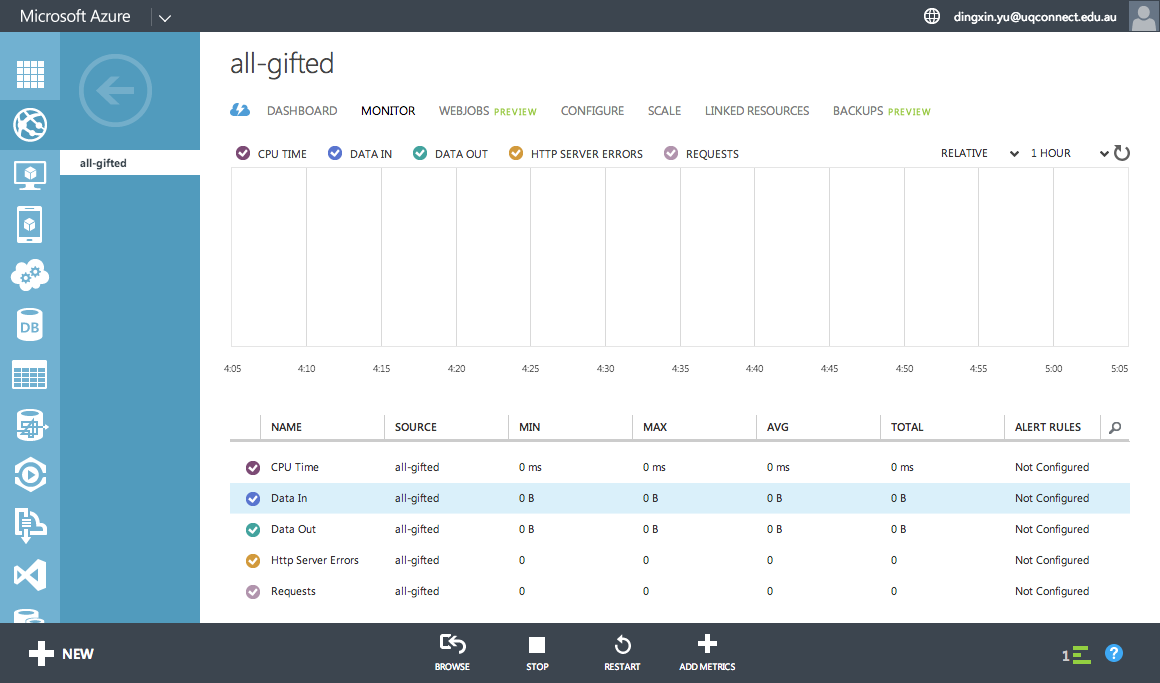 Microsoft Azure
dingxin.yu@uqconnect.edu.au
all-gifted
all-gifted
DASHBOARD MONITOR WEBJOBS PREVIEW CONFIGURE SCALE LINKED RESOURCES BACKUPS PREVIEW
CPU TIME DATA IN DATA OUT HTTP SERVER ERRORS REQUESTS RELATIVE 1 HOUR
4:05 4:10 4:15 4:20 4:25 4:30 4:35 4:40 4:45 4:50 4:55 5:00 5:05
NAME SOURCE MIN MAX AVG TOTAL ALERT RULES
CPU Time all-gifted 0 ms 0 ms 0 ms 0 ms Not Configured
Data In all-gifted 0 B 0 B 0 B 0 B Not Configured
Data Out all-gifted 0 B 0 B 0 B 0 B Not Configured
Http Server Errors all-gifted 0 0 0 0 Not Configured
Requests all-gifted 0 0 0 0 Not Configured
DB
NEW
BROWSE STOP RESTART ADD METRICS
1 ?